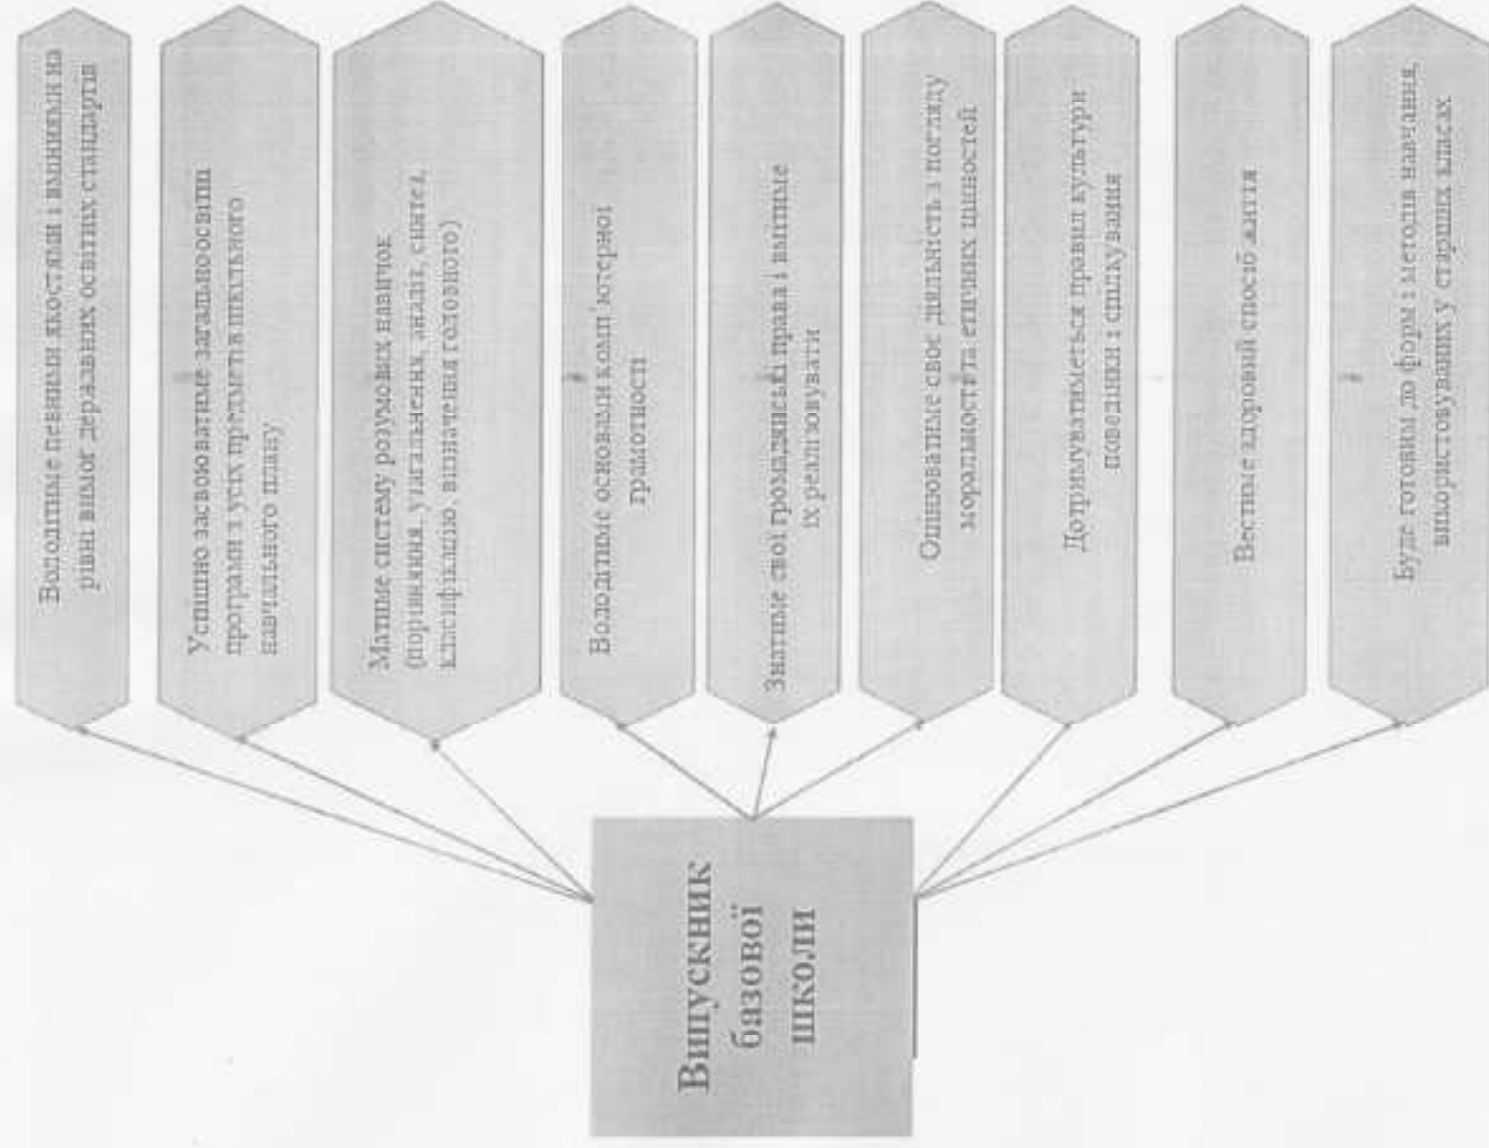 Випускник
базової
школи
Володітиме певними якостями і вміннями на
рівні вимог державних освітніх стандартів
Успішно засвоюватиме загальноосвітні
програми з усіх предметів шкільного
навчального плану
Матиме систему розумових навичок
(порівняння, узагальнення, аналіз, синтез,
класифікацію, визначення головного)
Володітиме основами комп'ютерної
грамотності
Знатиме свої громадянські права і вмітиме
їх реалізовувати
Оцінюватиме свою діяльність з погляду
моральності та етичних цінностей
Дотримуватиметься правил культури
поведінки і спілкування
Вестиме здоровий спосіб життя
Буде готовим до форм і методів навчання,
використовуваних у старших класах